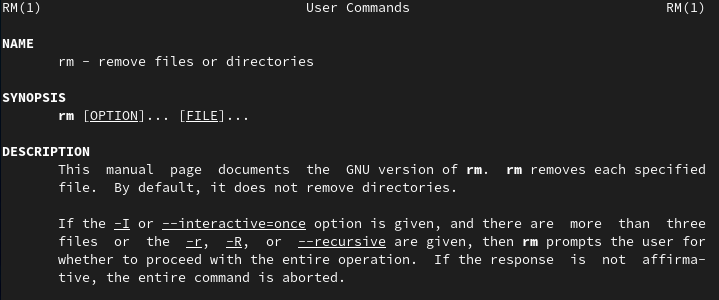 RM(1) User Commands RM(1)
NAME
rm - remove files or directories
SYNOPSIS
rm [OPTION]... [FILE]...
DESCRIPTION
This manual page documents the GNU version of rm. rm removes each specified
file. By default, it does not remove directories.
If the -I or --interactive=once option is given, and there are more than three
files or the -r, -R, or --recursive are given, then rm prompts the user for
whether to proceed with the entire operation. If the response is not affirma-
tive, the entire command is aborted.